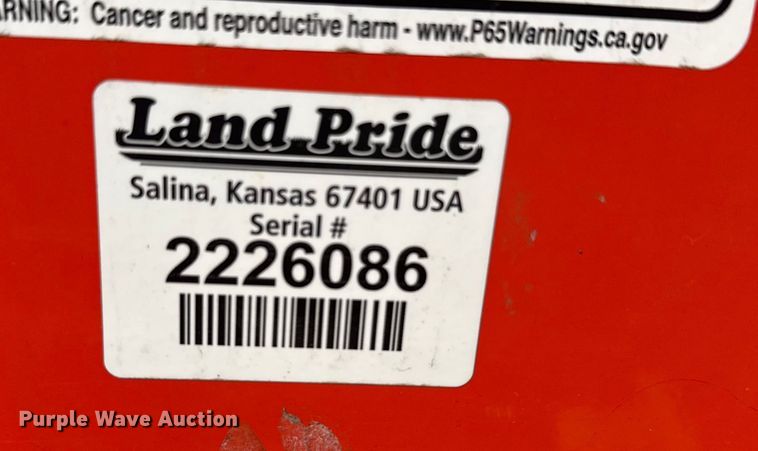 WARNING: Cancer and reproductive harm - www.P65Warnings.ca.gov
Land Pride
Salina, Kansas 67401 USA
Serial #
2226086
Purple Wave Auction